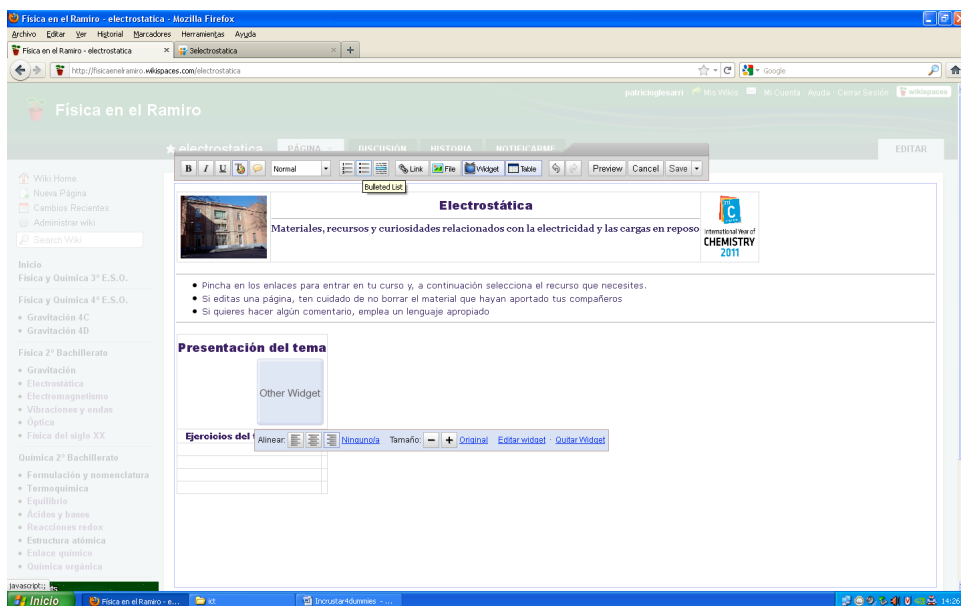 Física en el Ramiro - electrostatica - Mozilla Firefox
Archivo Editar Ver Historial Marcadores Herramientas Ayuda
Física en el Ramiro - electrostatica × 3electrostatica × +
http://fisicaenelramiro.wikispaces.com/electrostatica Google
patricioglesarri Mis Wikis Mi Cuenta Ayuda Cerrar Sesión wikispaces
Física en el Ramiro
electrostatica PÁGINA DISCUSIÓN HISTORIA NOTIFICARME EDITAR
B I U Normal Link File Widget Table Preview Cancel Save
Bulleted List
Wiki Home
Nueva Página
Cambios Recientes
Administrar wiki
Search Wiki
Inicio
Física y Química 3º E.S.O.
Física y Química 4º E.S.O.
• Gravitación 4C
• Gravitación 4D
Física 2º Bachillerato
• Gravitación
• Electrostática
• Electromagnetismo
• Vibraciones y ondas
• Óptica
• Física del siglo XX
Química 2º Bachillerato
• Formulación y nomenclatura
• Termoquímica
• Equilibrio
• Ácidos y bases
• Reacciones redox
• Estructura atómica
• Enlace químico
• Química orgánica
Electrostática
Materiales, recursos y curiosidades relacionados con la electricidad y las cargas en reposo
C
International Year of
CHEMISTRY
2011
• Pincha en los enlaces para entrar en tu curso y, a continuación selecciona el recurso que necesites.
• Si editas una página, ten cuidado de no borrar el material que hayan aportado tus compañeros
• Si quieres hacer algún comentario, emplea un lenguaje apropiado
Presentación del tema
Other Widget
Ejercicios del
Alinear: Ninguno/a Tamaño: − + Original Editar widget · Quitar Widget
javascript:;
Inicio Física en el Ramiro - e... ict Incrustar4dummies - ... 14:26